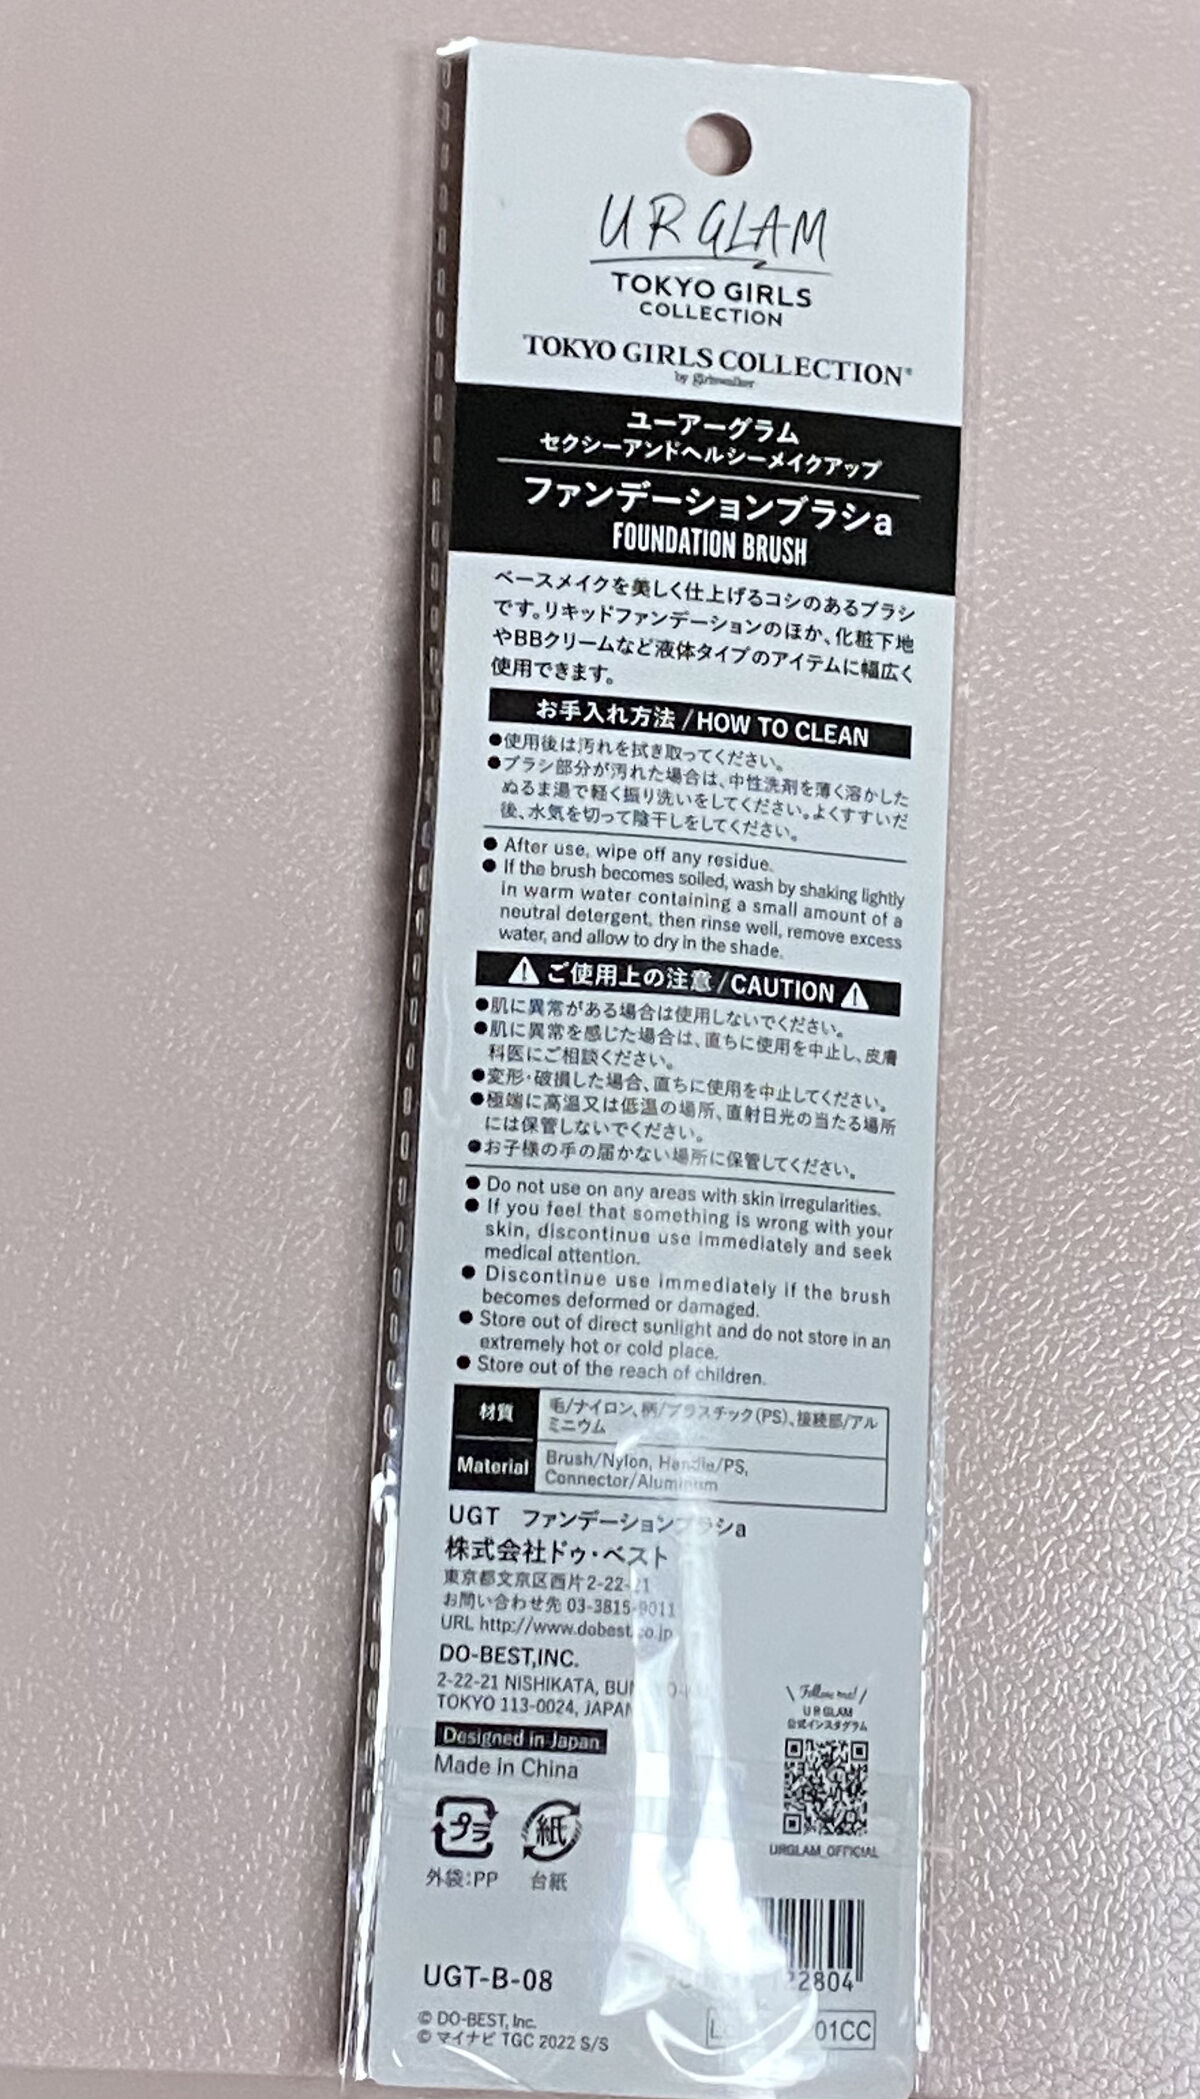 UR GLAM
TOKYO GIRLS
COLLECTION
TOKYO GIRLS COLLECTION®
by girlswalker
ユーアーグラム
セクシーアンドヘルシーメイクアップ
ファンデーションブラシa
FOUNDATION BRUSH
ベースメイクを美しく仕上げるコシのあるブラシ
です。リキッドファンデーションのほか、化粧下地
やBBクリームなど液体タイプのアイテムに幅広く
使用できます。
お手入れ方法/HOW TO CLEAN
●使用後は汚れを拭き取ってください。
●ブラシ部分が汚れた場合は、中性洗剤を薄く溶かした
ぬるま湯で軽く振り洗いをしてください。よくすすいだ
後、水気を切って陰干しをしてください。
● After use, wipe off any residue.
● If the brush becomes soiled, wash by shaking lightly
in warm water containing a small amount of a
neutral detergent, then rinse well, remove excess
water, and allow to dry in the shade.
⚠ご使用上の注意/CAUTION⚠
●肌に異常がある場合は使用しないでください。
●肌に異常を感じた場合は、直ちに使用を中止し、皮膚
科医にご相談ください。
●変形・破損した場合、直ちに使用を中止してください。
●極端に高温又は低温の場所、直射日光の当たる場所
には保管しないでください。
●お子様の手の届かない場所に保管してください。
● Do not use on any areas with skin irregularities.
● If you feel that something is wrong with your
skin, discontinue use immediately and seek
medical attention.
● Discontinue use immediately if the brush
becomes deformed or damaged.
● Store out of direct sunlight and do not store in an
extremely hot or cold place.
● Store out of the reach of children.
材質 毛/ナイロン、柄/プラスチック(PS)、接続部/アル
ミニウム
Material Brush/Nylon, Handle/PS,
Connector/Aluminum
UGT ファンデーションブラシa
株式会社ドゥ・ベスト
東京都文京区西片2-22-21
お問い合わせ先 03-3815-9011
URL http://www.dobest.co.jp
DO-BEST,INC.
2-22-21 NISHIKATA,
TOKYO 113-0024, JAPAN
Designed in Japan
Made in China
\ Follow me! /
UR GLAM
公式インスタグラム
URGLAM_OFFICIAL
プラ
紙
外袋:PP
台紙
UGT-B-08
122804
01CC
© DO-BEST, Inc.
© マイナビ TGC 2022 S/S